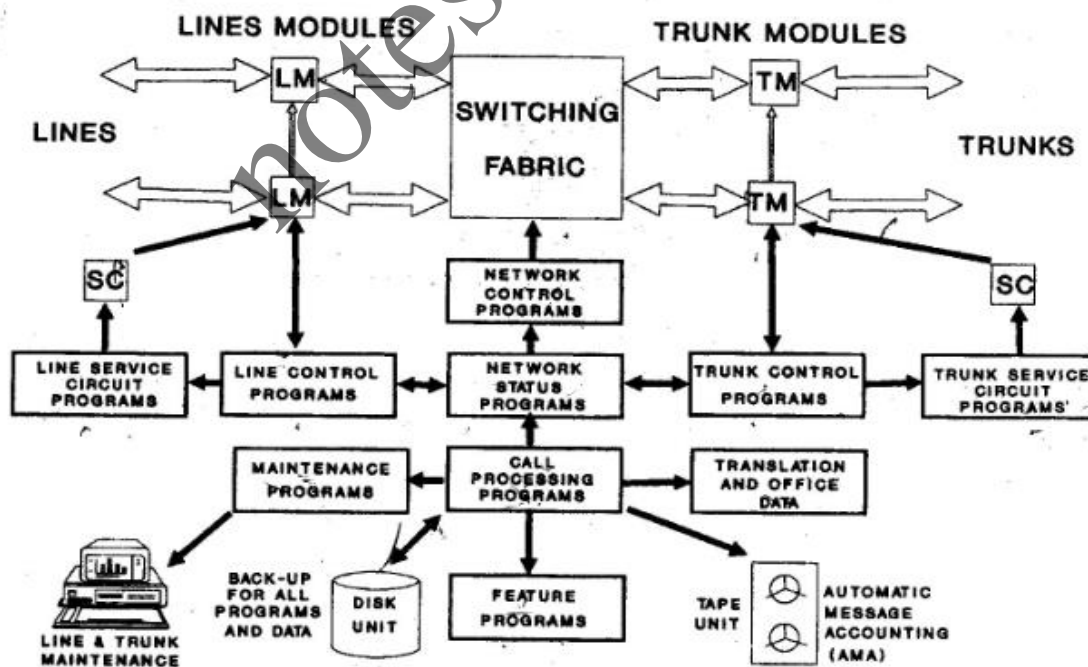 LINES MODULES
TRUNK MODULES
notes
LM
SWITCHING
FABRIC
TM
LINES
TRUNKS
LM
TM
SC
NETWORK
CONTROL
PROGRAMS
SC
LINE SERVICE
CIRCUIT
PROGRAMS
LINE CONTROL
PROGRAMS
NETWORK
STATUS
PROGRAMS
TRUNK CONTROL
PROGRAMS
TRUNK SERVICE
CIRCUIT
PROGRAMS
MAINTENANCE
PROGRAMS
CALL
PROCESSING
PROGRAMS
TRANSLATION
AND OFFICE
DATA
LINE & TRUNK
MAINTENANCE
BACK-UP
FOR ALL
PROGRAMS
AND DATA
DISK
UNIT
FEATURE
PROGRAMS
TAPE
UNIT
AUTOMATIC
MESSAGE
ACCOUNTING
(AMA)